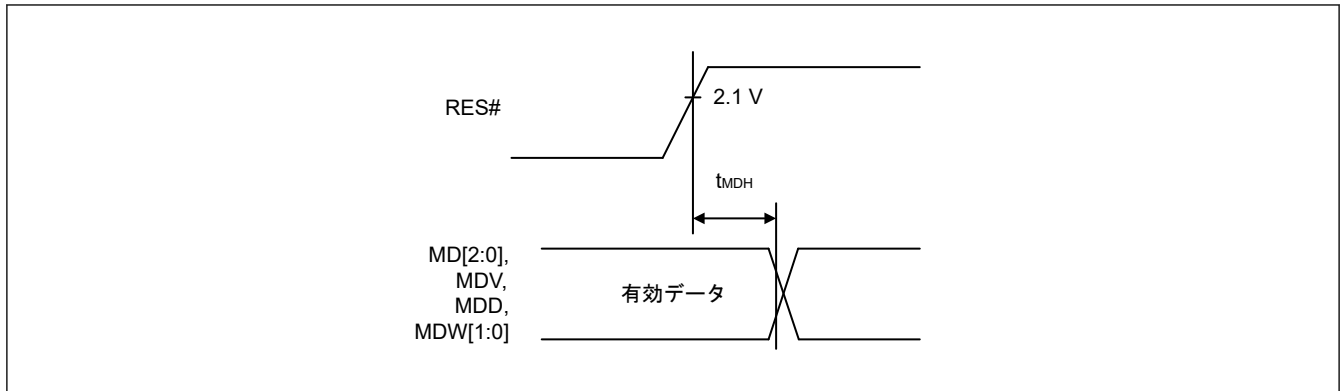 RES#
2.1 V
tMDH
MD[2:0],
MDV,
MDD,
MDW[1:0]
有効データ